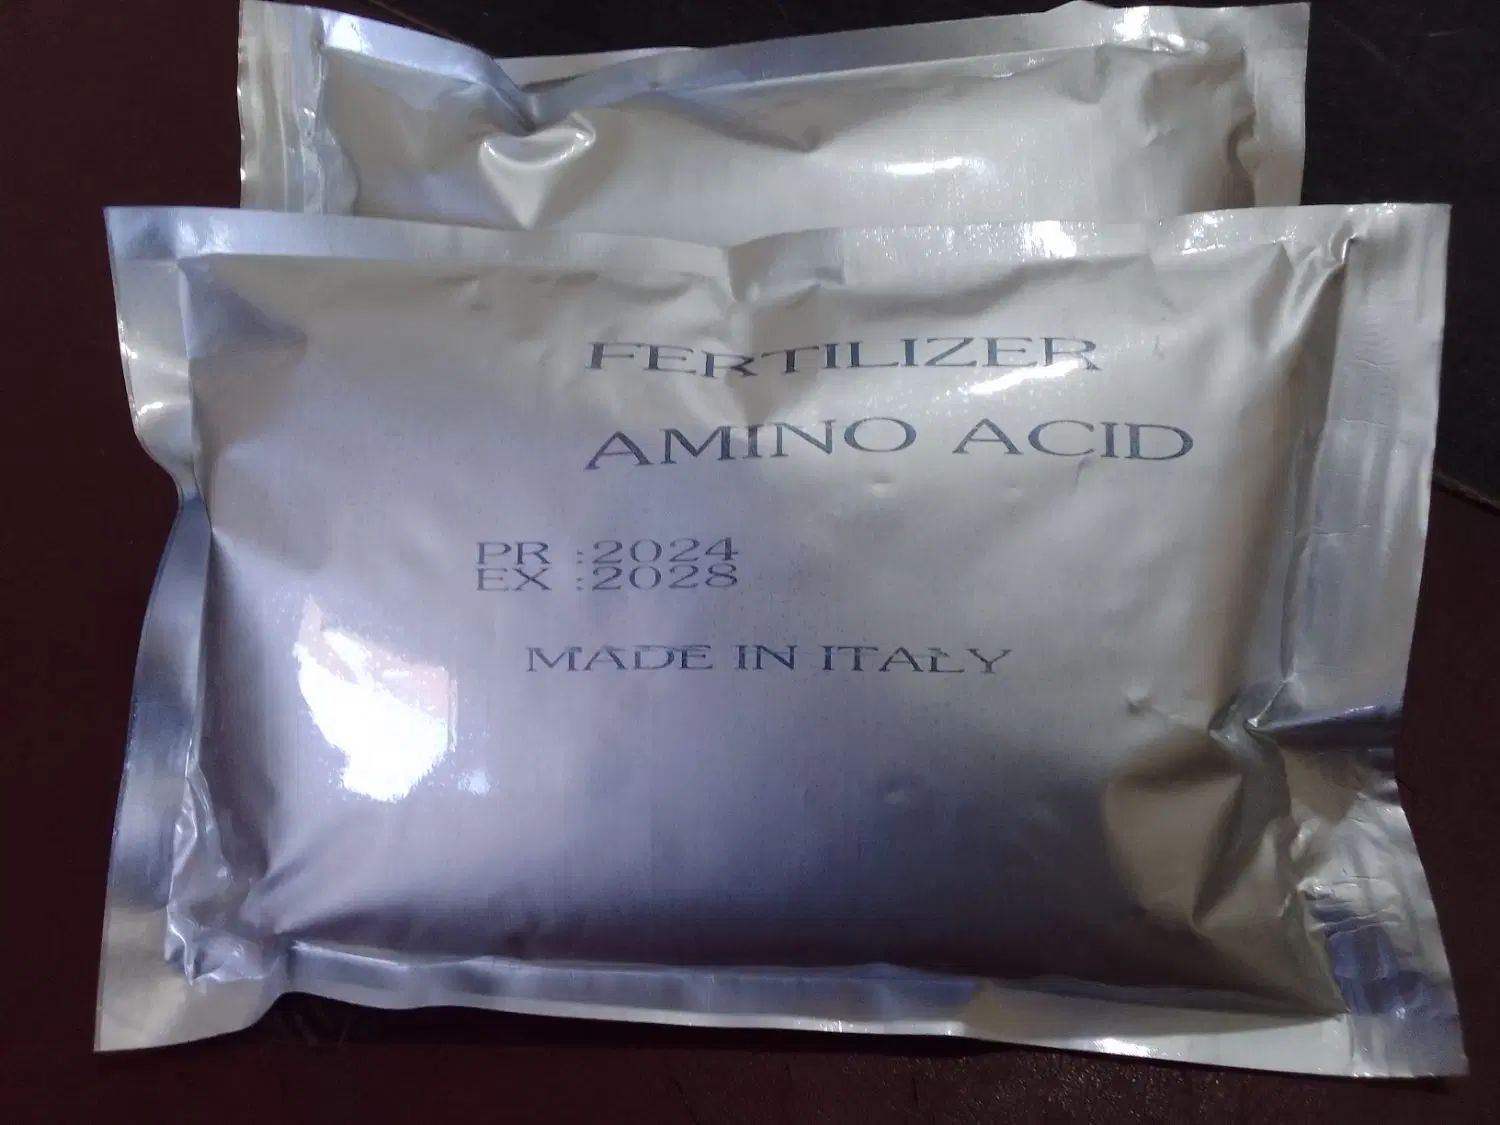 FERTILIZER
AMINO ACID
PR :2024
EX :2028
MADE IN ITALY